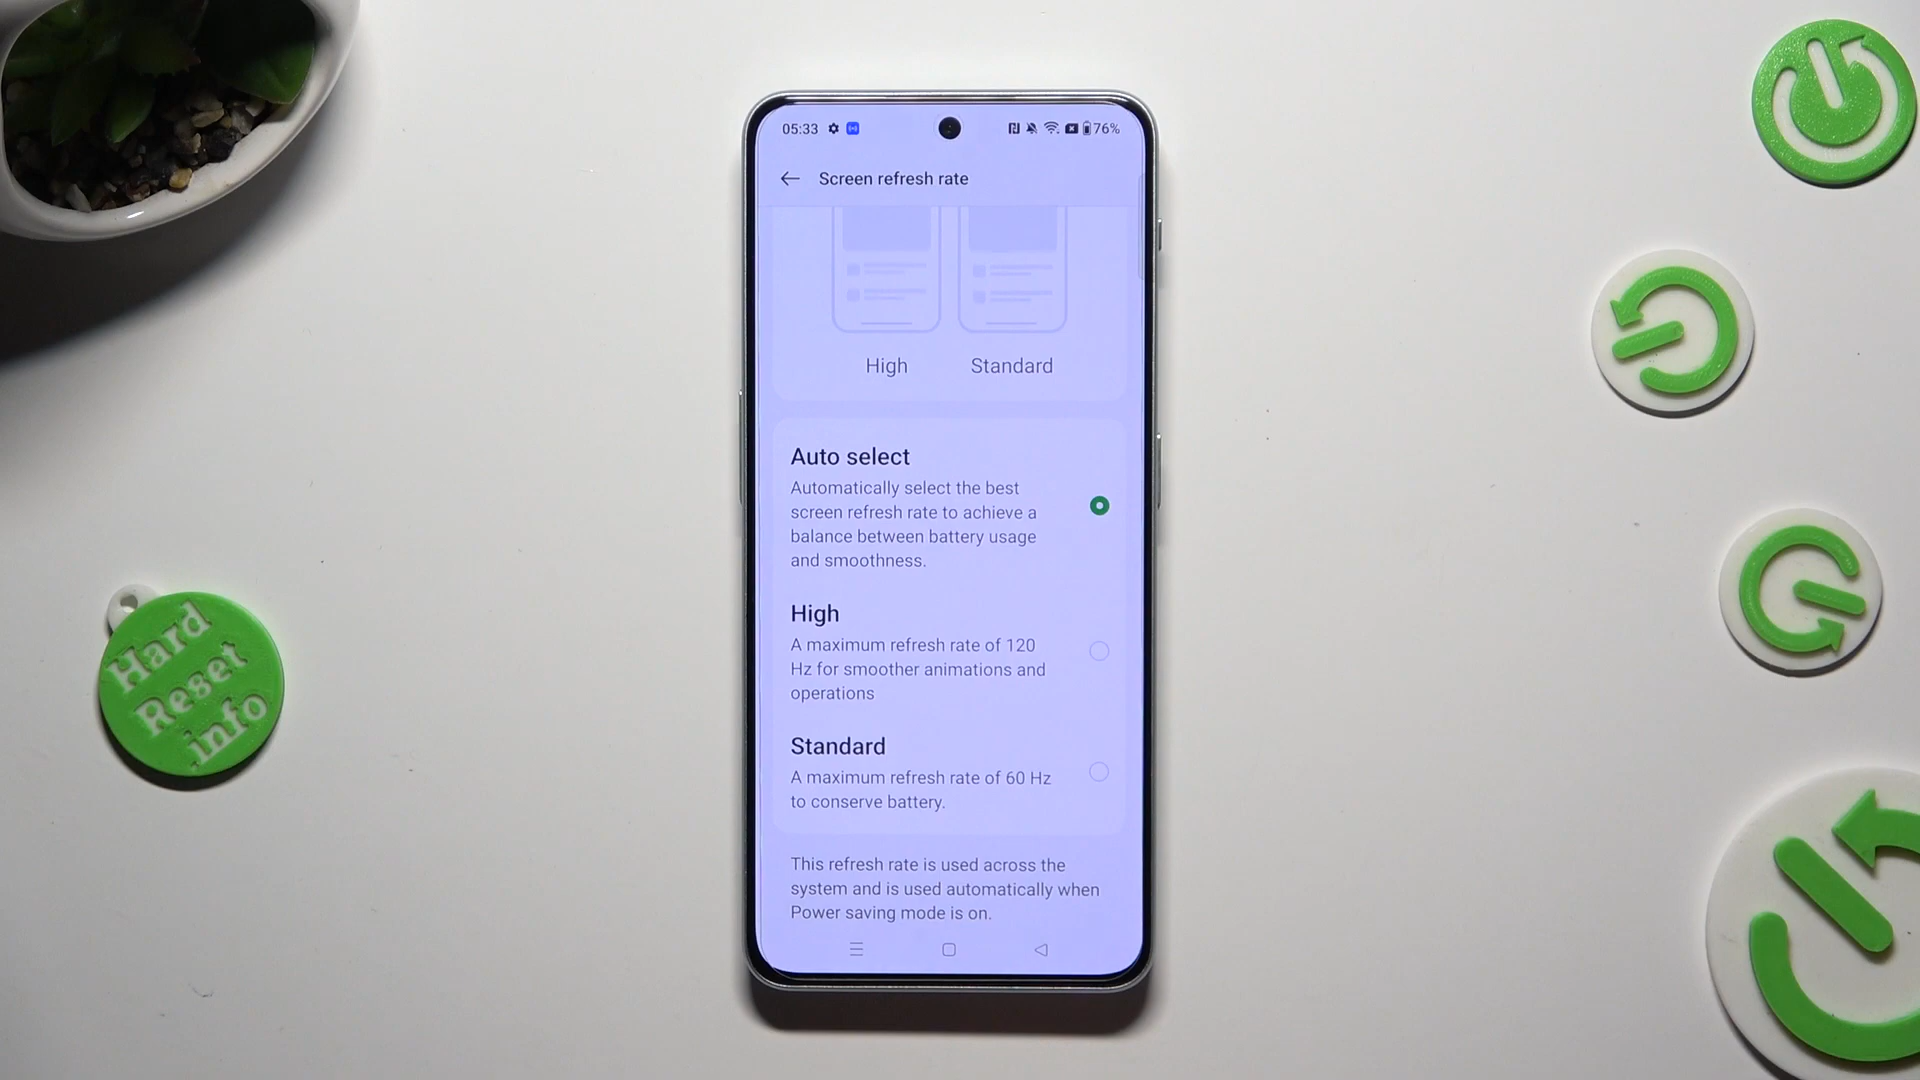 05:33
76%
Screen refresh rate
High
Standard
Auto select
Automatically select the best
screen refresh rate to achieve a
balance between battery usage
and smoothness.
High
A maximum refresh rate of 120
Hz for smoother animations and
operations
Standard
A maximum refresh rate of 60 Hz
to conserve battery.
This refresh rate is used across the
system and is used automatically when
Power saving mode is on.
Hard
Reset
.info